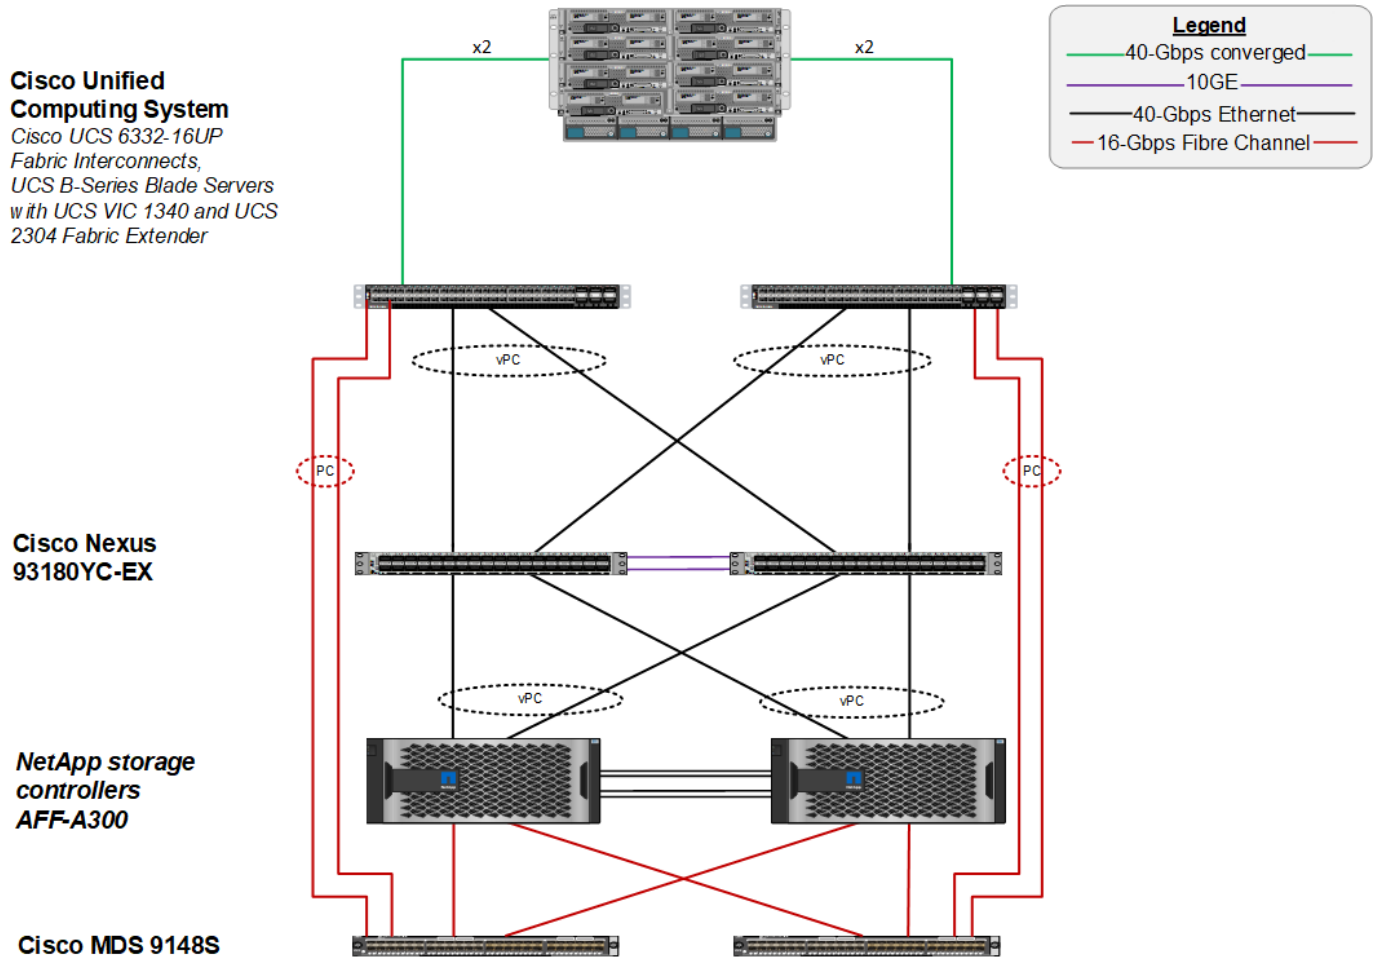 x2
x2
Legend
40-Gbps converged
10GE
40-Gbps Ethernet
16-Gbps Fibre Channel
Cisco Unified
Computing System
Cisco UCS 6332-16UP
Fabric Interconnects,
UCS B-Series Blade Servers
with UCS VIC 1340 and UCS
2304 Fabric Extender
vPC
vPC
PC
PC
Cisco Nexus
93180YC-EX
vPC
vPC
NetApp storage
controllers
AFF-A300
Cisco MDS 9148S